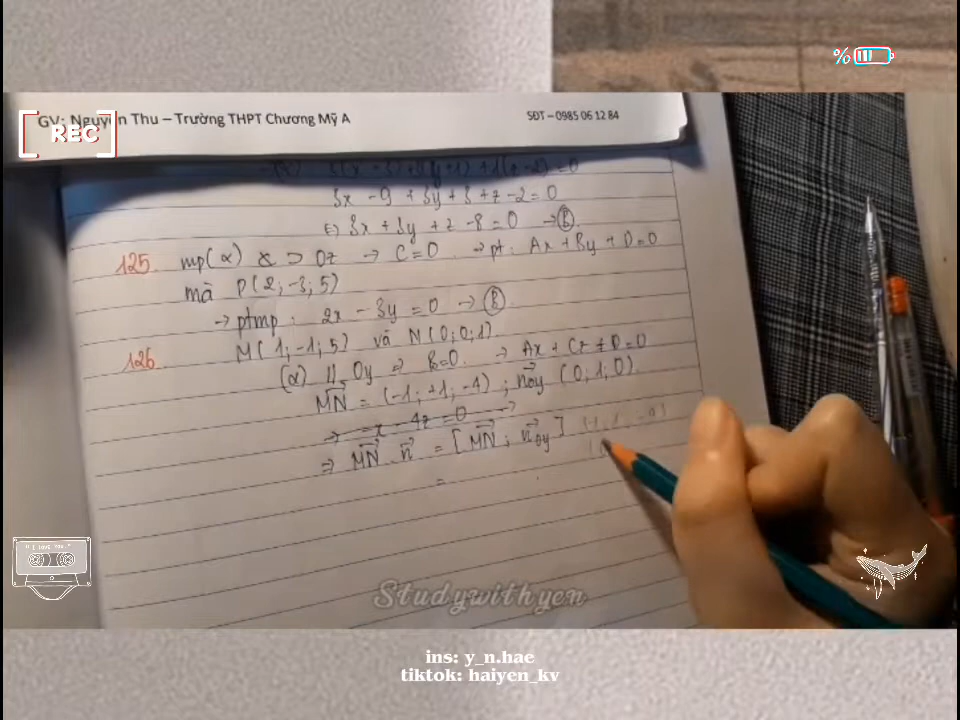 %
REC
GV: Nguyễn Thu – Trường THPT Chương Mỹ A
SĐT – 0985 06 12 84
3x - 9 + 3y + 3 + z - 2 = 0
⇔ 3x + 3y + z - 8 = 0 → B
125. mp(α) ⊃ Oz → C = 0 → pt: Ax + By + D = 0
mà P(2; -3; 5)
→ ptmp: 2x - 3y = 0 → B
126 M(1; -1; 5) và N(0; 0; 1)
(α) // Oy → B = 0. → Ax + Cz + D = 0
MN = (-1; +1; -4); noy (0; 1; 0)
→ -x - 4z = 0 →
⇒ MN . n = [MN; noy]
=
Studywithyen
ins: y_n.hae
tiktok: haiyen_kv